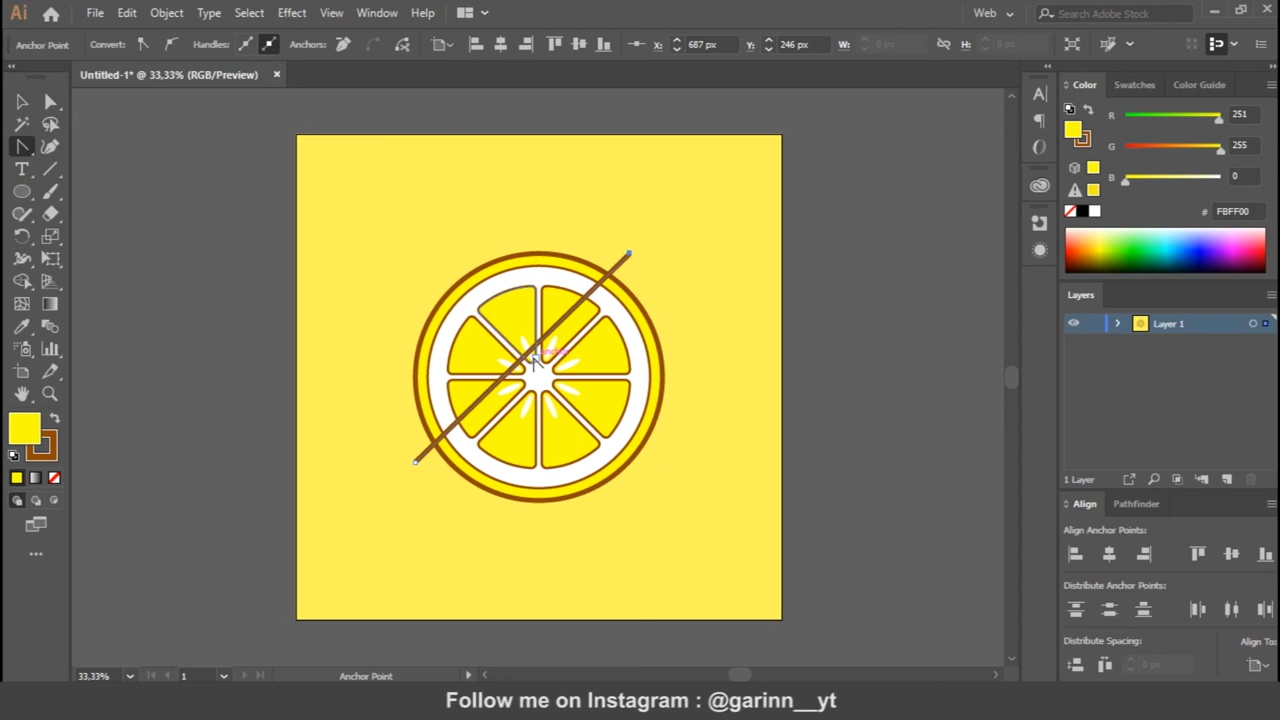 Ai File Edit Object Type Select Effect View Window Help Web Search Adobe Stock
Anchor Point Convert: Handles: Anchors: X: 687 px Y: 246 px W: 0 px H: 0 px
Untitled-1* @ 33,33% (RGB/Preview) ×
Color Swatches Color Guide
R 251
G 255
B 0
# FBFF00
Layers
Layer 1
1 Layer
Align Pathfinder
Align Anchor Points:
Distribute Anchor Points:
Distribute Spacing: Align To:
0 px
33,33% 1 Anchor Point
Follow me on Instagram : @garinn__yt